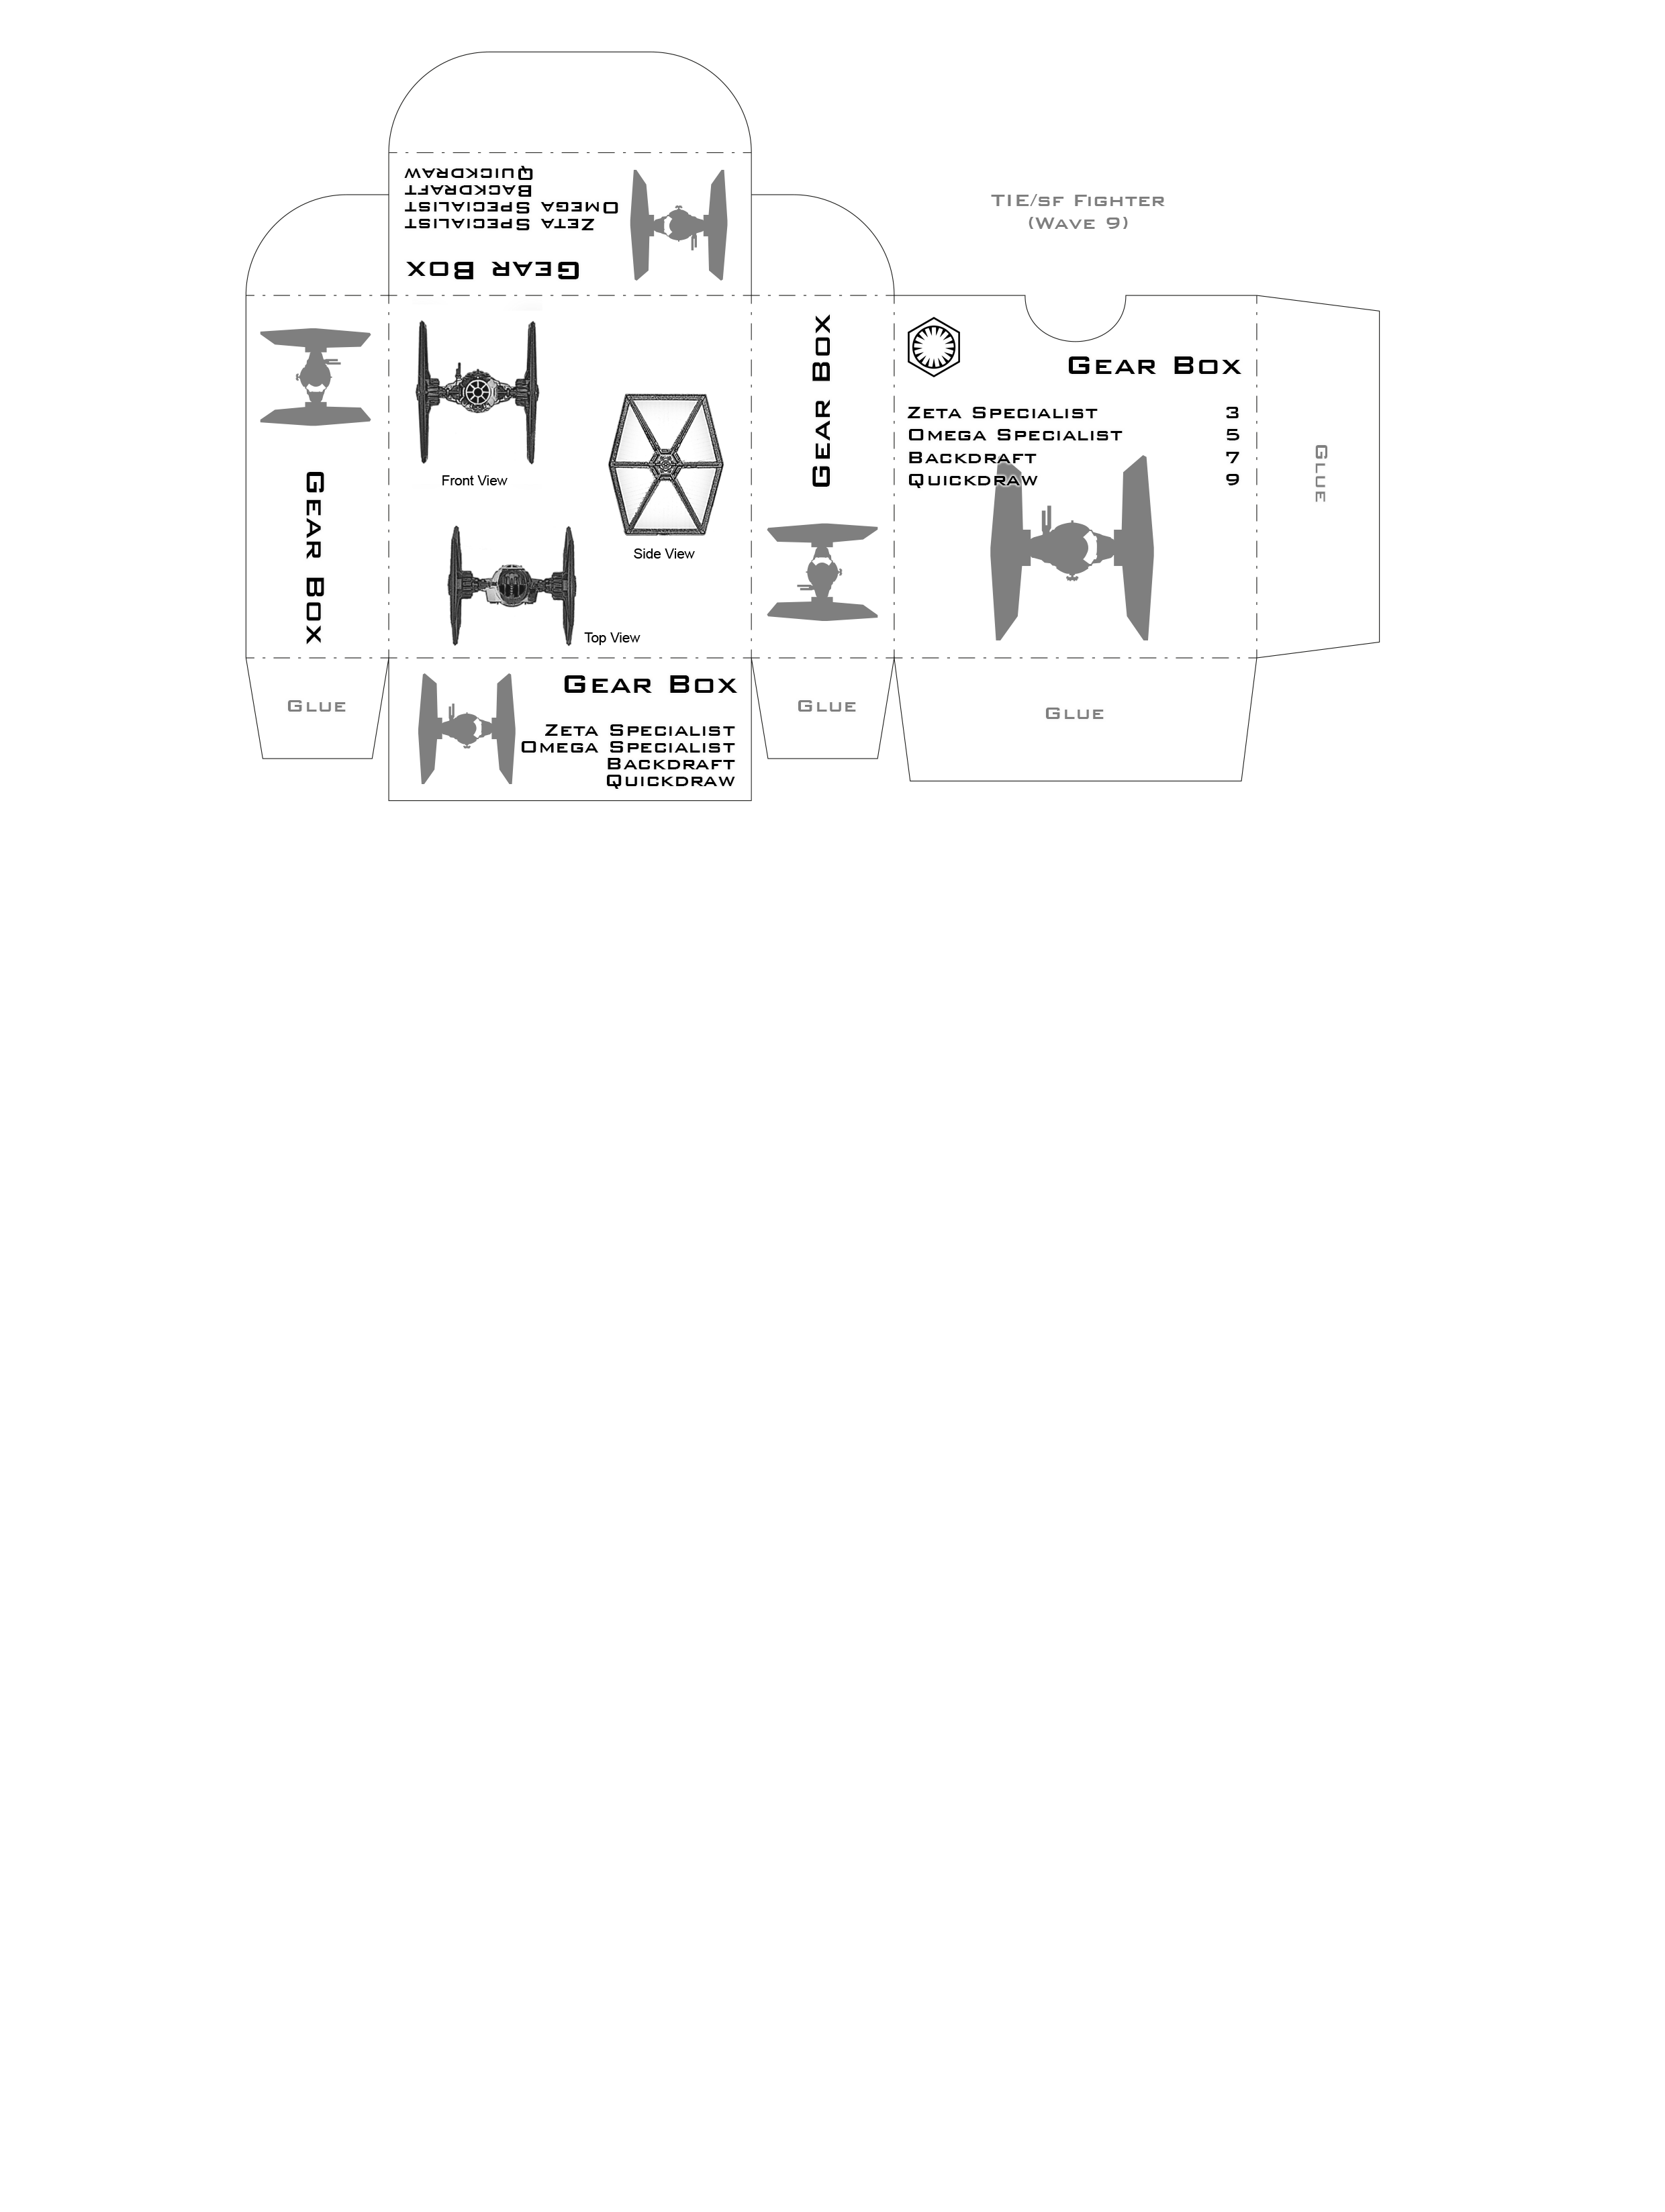 Quickdraw
Backdraft
Omega Specialist
Zeta Specialist
Gear Box
TIE/sf Fighter
(Wave 9)
Gear Box
Front View
Side View
Top View
Gear Box
Gear Box
Zeta Specialist 3
Omega Specialist 5
Backdraft 7
Quickdraw 9
Glue
Glue
Gear Box
Zeta Specialist
Omega Specialist
Backdraft
Quickdraw
Glue
Glue